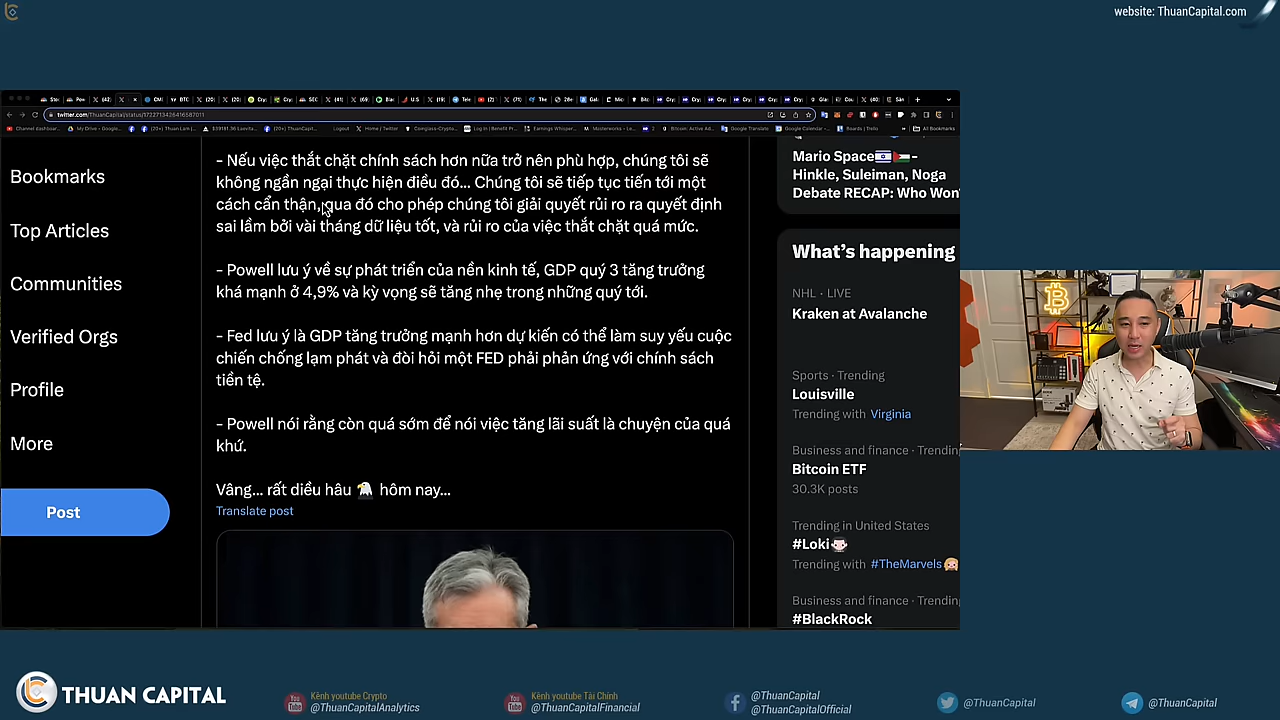 website: ThuanCapital.com
twitter.com/ThuanCapital/status/1722713426416587011
Bookmarks
Top Articles
Communities
Verified Orgs
Profile
More
Post
- Nếu việc thắt chặt chính sách hơn nữa trở nên phù hợp, chúng tôi sẽ
không ngần ngại thực hiện điều đó... Chúng tôi sẽ tiếp tục tiến tới một
cách cẩn thận, qua đó cho phép chúng tôi giải quyết rủi ro ra quyết định
sai lầm bởi vài tháng dữ liệu tốt, và rủi ro của việc thắt chặt quá mức.
- Powell lưu ý về sự phát triển của nền kinh tế, GDP quý 3 tăng trưởng
khá mạnh ở 4,9% và kỳ vọng sẽ tăng nhẹ trong những quý tới.
- Fed lưu ý là GDP tăng trưởng mạnh hơn dự kiến có thể làm suy yếu cuộc
chiến chống lạm phát và đòi hỏi một FED phải phản ứng với chính sách
tiền tệ.
- Powell nói rằng còn quá sớm để nói việc tăng lãi suất là chuyện của quá
khứ.
Vâng... rất diều hâu 🦅 hôm nay...
Translate post
Mario Space🇮🇱🇵🇸-
Hinkle, Suleiman, Noga
Debate RECAP: Who Won
What's happening
NHL · LIVE
Kraken at Avalanche
Sports · Trending
Louisville
Trending with Virginia
Business and finance · Trending
Bitcoin ETF
30.3K posts
Trending in United States
#Loki
Trending with #TheMarvels
Business and finance · Trending
#BlackRock
THUAN CAPITAL
Kênh youtube Crypto
@ThuanCapitalAnalytics
Kênh youtube Tài Chính
@ThuanCapitalFinancial
@ThuanCapital
@ThuanCapitalOfficial
@ThuanCapital
@ThuanCapital